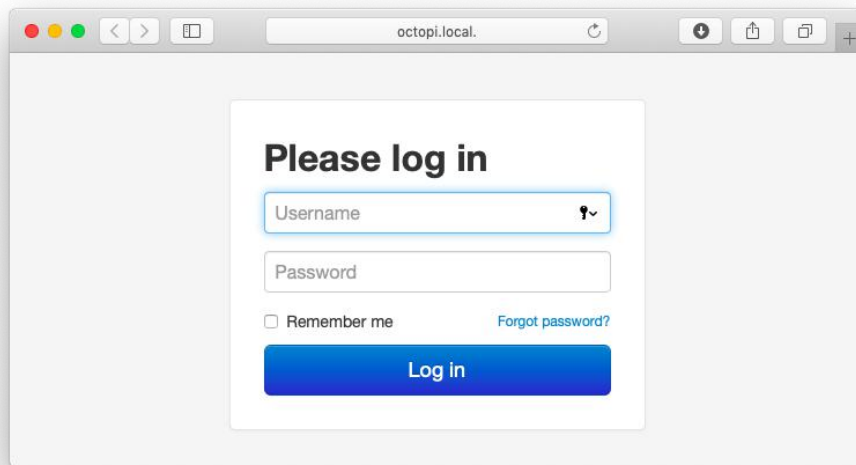 octopi.local.
Please log in
Username
Password
Remember me Forgot password?
Log in